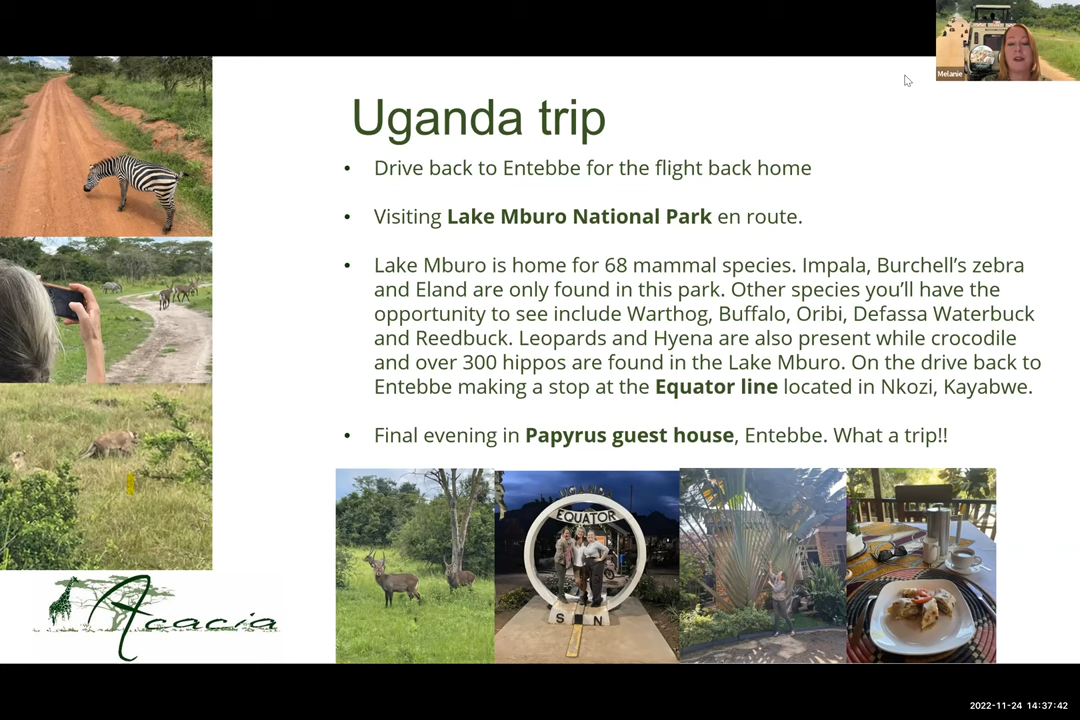 Melanie
Uganda trip
• Drive back to Entebbe for the flight back home
• Visiting Lake Mburo National Park en route.
• Lake Mburo is home for 68 mammal species. Impala, Burchell’s zebra
and Eland are only found in this park. Other species you’ll have the
opportunity to see include Warthog, Buffalo, Oribi, Defassa Waterbuck
and Reedbuck. Leopards and Hyena are also present while crocodile
and over 300 hippos are found in the Lake Mburo. On the drive back to
Entebbe making a stop at the Equator line located in Nkozi, Kayabwe.
• Final evening in Papyrus guest house, Entebbe. What a trip!!
UGANDA
EQUATOR
S N
Acacia
2022-11-24 14:37:42